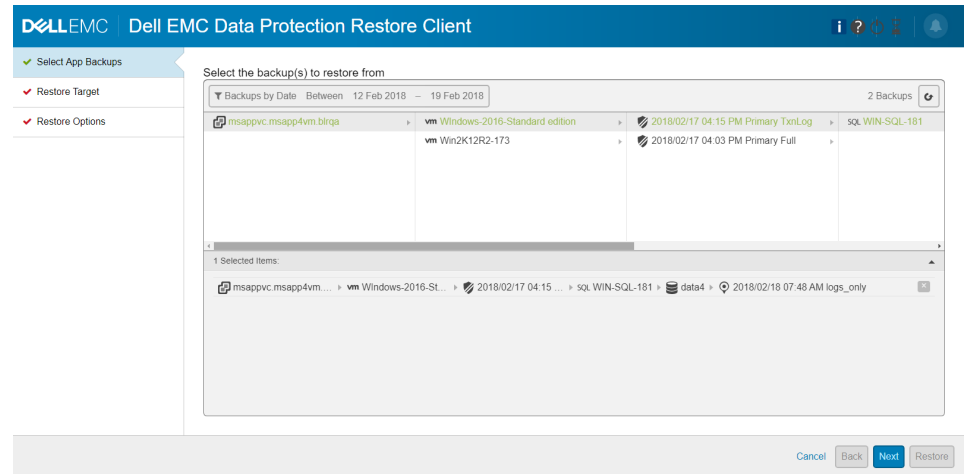 DELLEMC Dell EMC Data Protection Restore Client
Select App Backups
Restore Target
Restore Options
Select the backup(s) to restore from
Backups by Date Between 12 Feb 2018 – 19 Feb 2018
2 Backups
msappvc.msapp4vm.blrqa
vm WIndows-2016-Standard edition
2018/02/17 04:15 PM Primary TxnLog
SQL WIN-SQL-181
vm Win2K12R2-173
2018/02/17 04:03 PM Primary Full
1 Selected Items:
msappvc.msapp4vm.... vm WIndows-2016-St... 2018/02/17 04:15 ... SQL WIN-SQL-181 data4 2018/02/18 07:48 AM logs_only
Cancel Back Next Restore